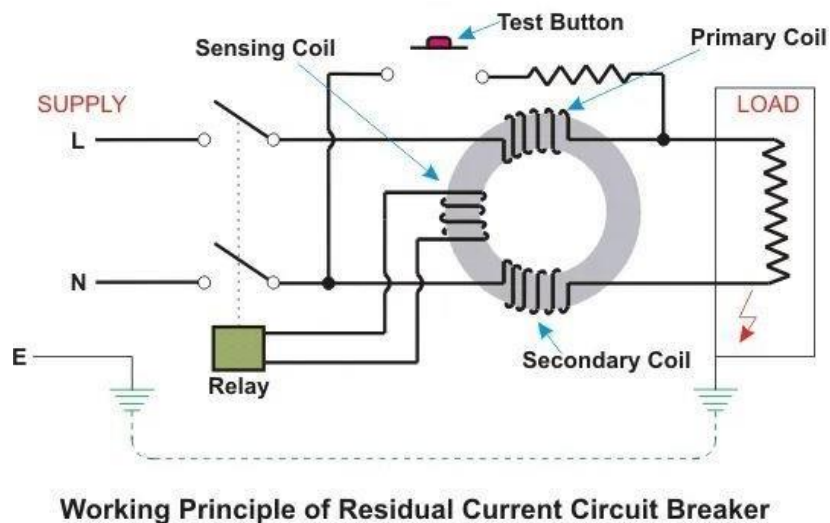 Test Button
Sensing Coil
Primary Coil
SUPPLY
LOAD
L
N
E
Relay
Secondary Coil
Working Principle of Residual Current Circuit Breaker